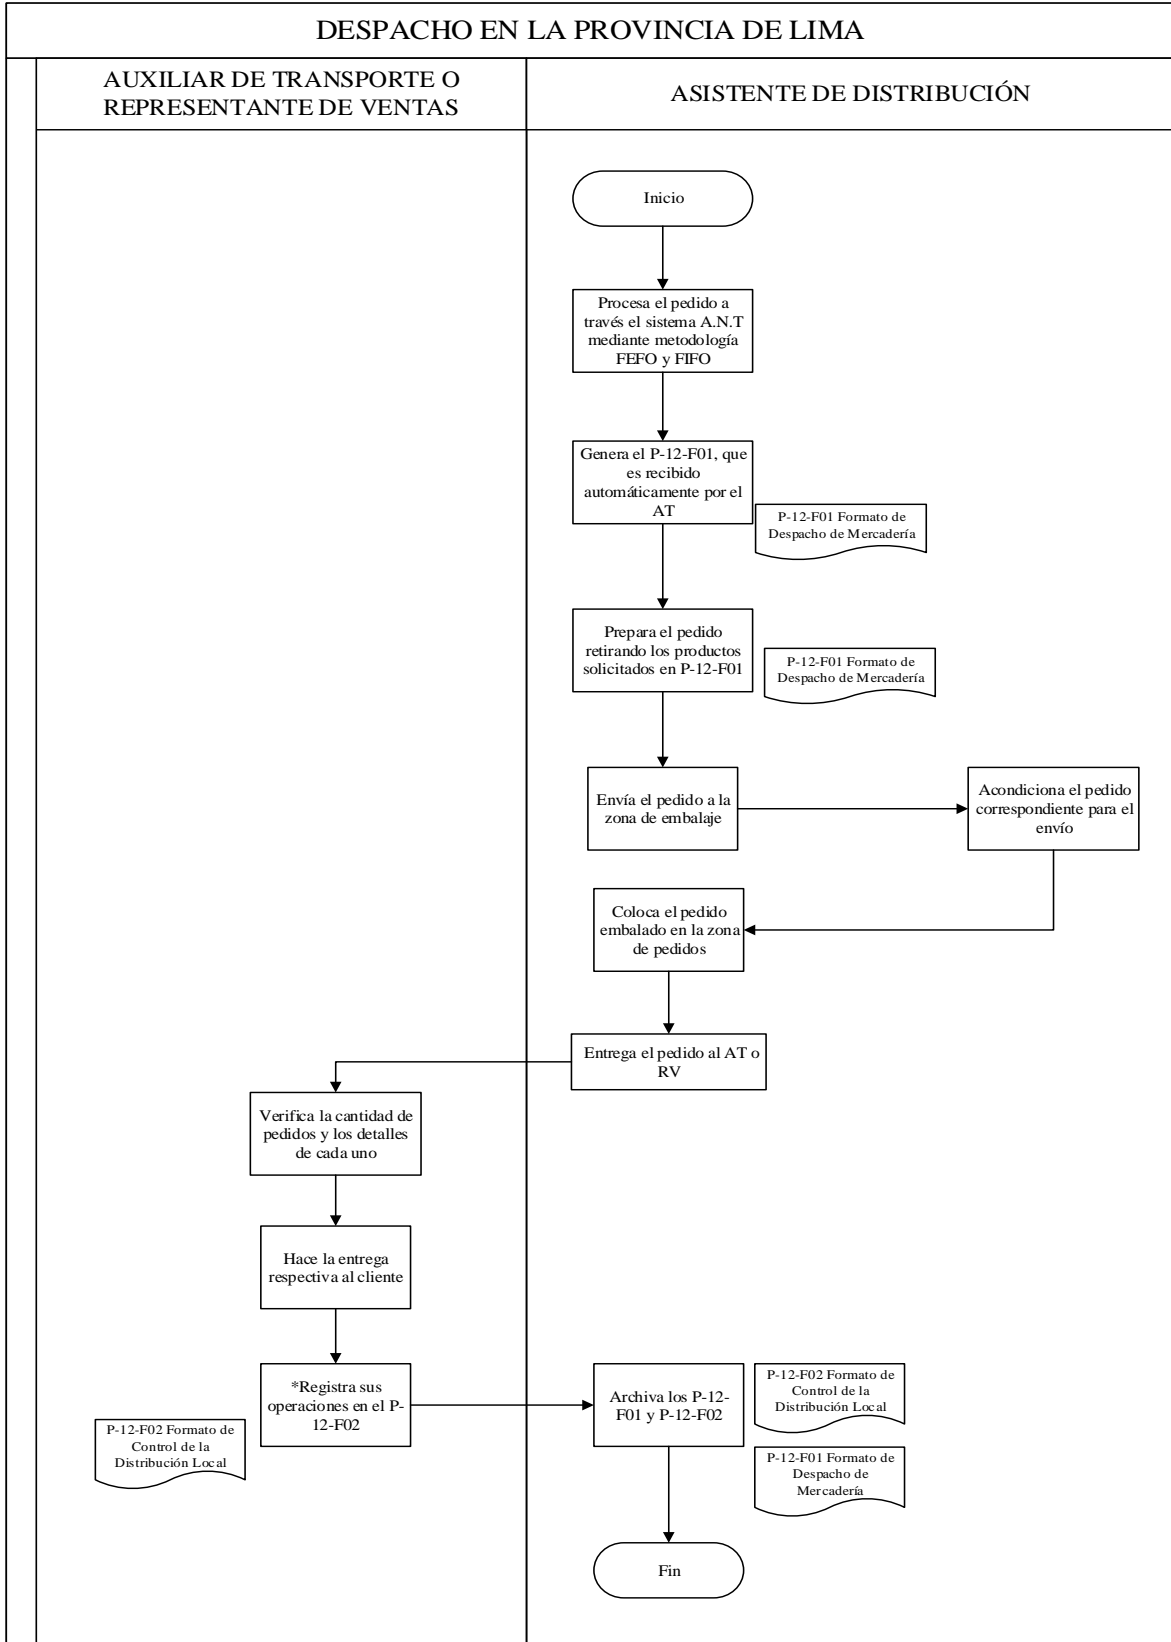 DESPACHO EN LA PROVINCIA DE LIMA
AUXILIAR DE TRANSPORTE O
REPRESENTANTE DE VENTAS
ASISTENTE DE DISTRIBUCIÓN
Inicio
Procesa el pedido a
través el sistema A.N.T
mediante metodología
FEFO y FIFO
Genera el P-12-F01, que
es recibido
automáticamente por el
AT
P-12-F01 Formato de
Despacho de Mercadería
Prepara el pedido
retirando los productos
solicitados en P-12-F01
P-12-F01 Formato de
Despacho de Mercadería
Envía el pedido a la
zona de embalaje
Acondiciona el pedido
correspondiente para el
envío
Coloca el pedido
embalado en la zona
de pedidos
Entrega el pedido al AT o
RV
Verifica la cantidad de
pedidos y los detalles
de cada uno
Hace la entrega
respectiva al cliente
*Registra sus
operaciones en el P-
12-F02
P-12-F02 Formato de
Control de la
Distribución Local
Archiva los P-12-
F01 y P-12-F02
P-12-F02 Formato de
Control de la
Distribución Local
P-12-F01 Formato de
Despacho de
Mercadería
Fin